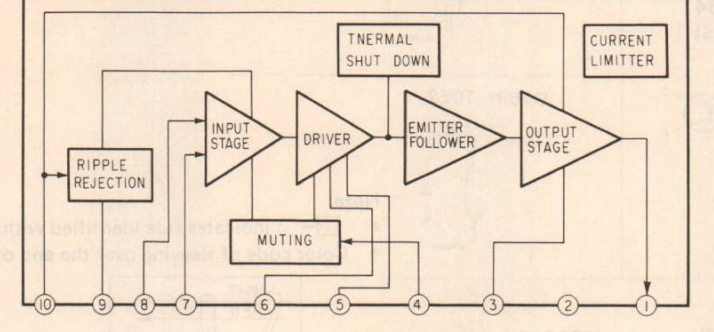 TNERMAL
SHUT DOWN
CURRENT
LIMITTER
INPUT
STAGE
DRIVER
EMITTER
FOLLOWER
OUTPUT
STAGE
RIPPLE
REJECTION
MUTING
10 9 8 7 6 5 4 3 2 1